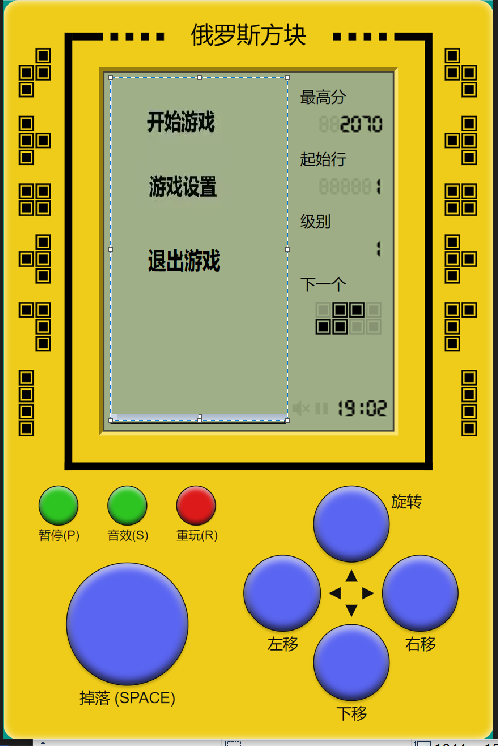 俄罗斯方块
开始游戏
游戏设置
退出游戏
最高分
2070
起始行
1
级别
1
下一个
19:02
暂停(P)
音效(S)
重玩(R)
旋转
左移
右移
下移
掉落 (SPACE)